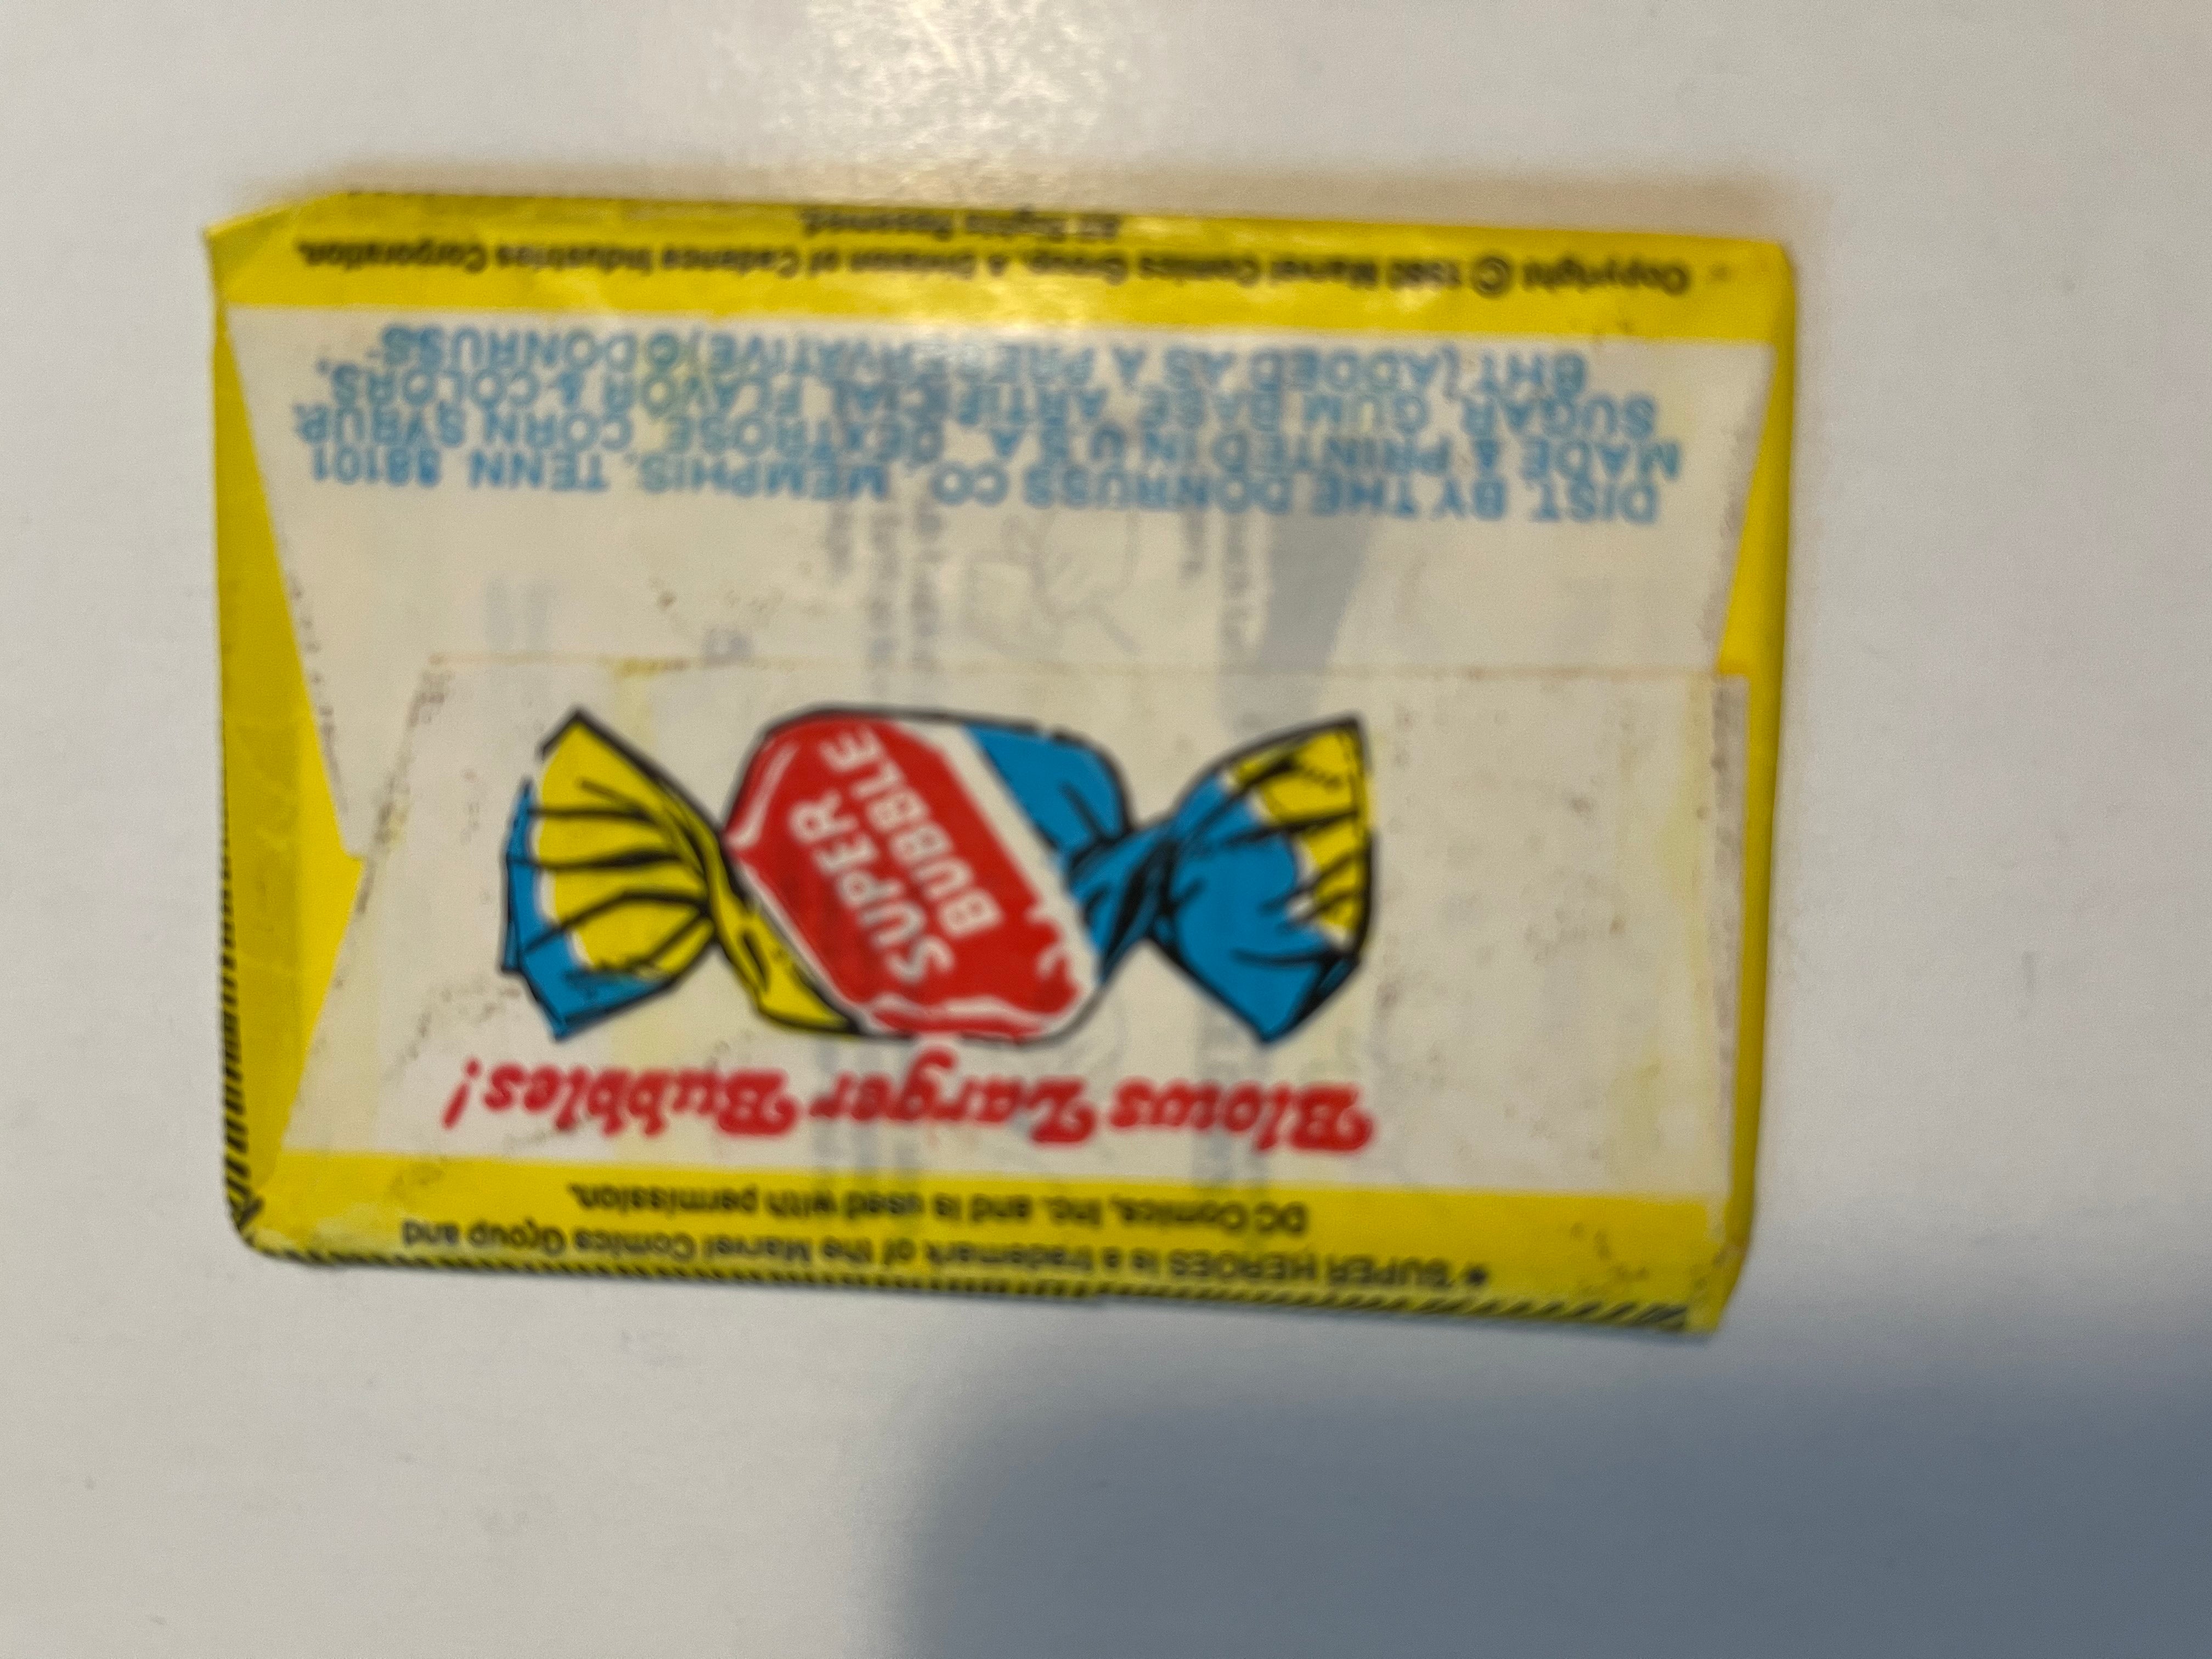 ★SUPER HEROES is a trademark of the Marvel Comics Group and
DC Comics, Inc. and is used with permission.
Blows Larger Bubbles!
SUPER
BUBBLE
DIST. BY THE DONRUSS CO., MEMPHIS, TENN 38101
MADE & PRINTED IN U.S.A. DEXTROSE, CORN SYRUP,
SUGAR, GUM BASE, ARTIFICIAL FLAVOR & COLORS,
BHT (ADDED AS A PRESERVATIVE) © DONRUSS
Copyright © 1980 Marvel Comics Group, A Division of Cadence Industries Corporation.
All Rights Reserved.